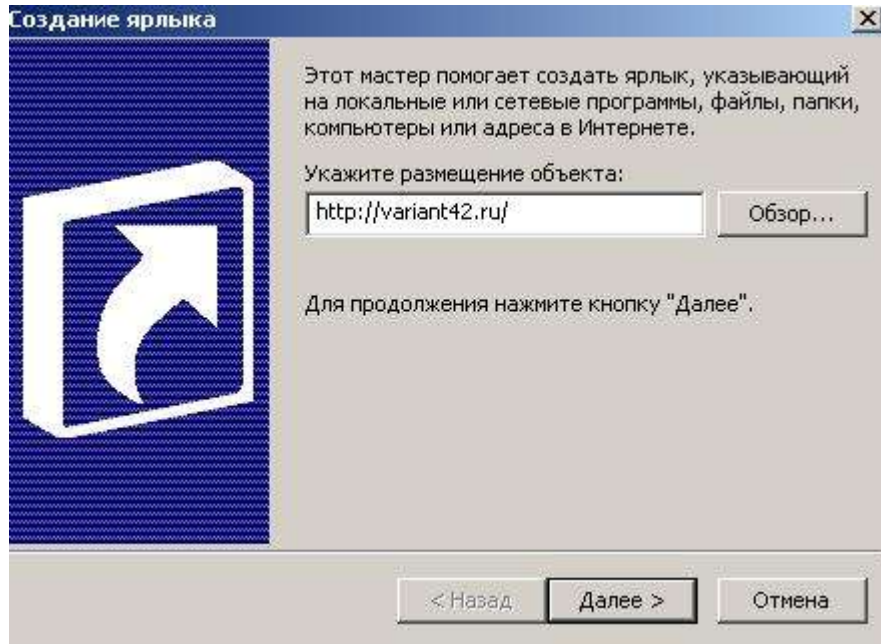 Создание ярлыка
Этот мастер помогает создать ярлык, указывающий
на локальные или сетевые программы, файлы, папки,
компьютеры или адреса в Интернете.
Укажите размещение объекта:
http://variant42.ru/
Обзор...
Для продолжения нажмите кнопку "Далее".
< Назад
Далее >
Отмена